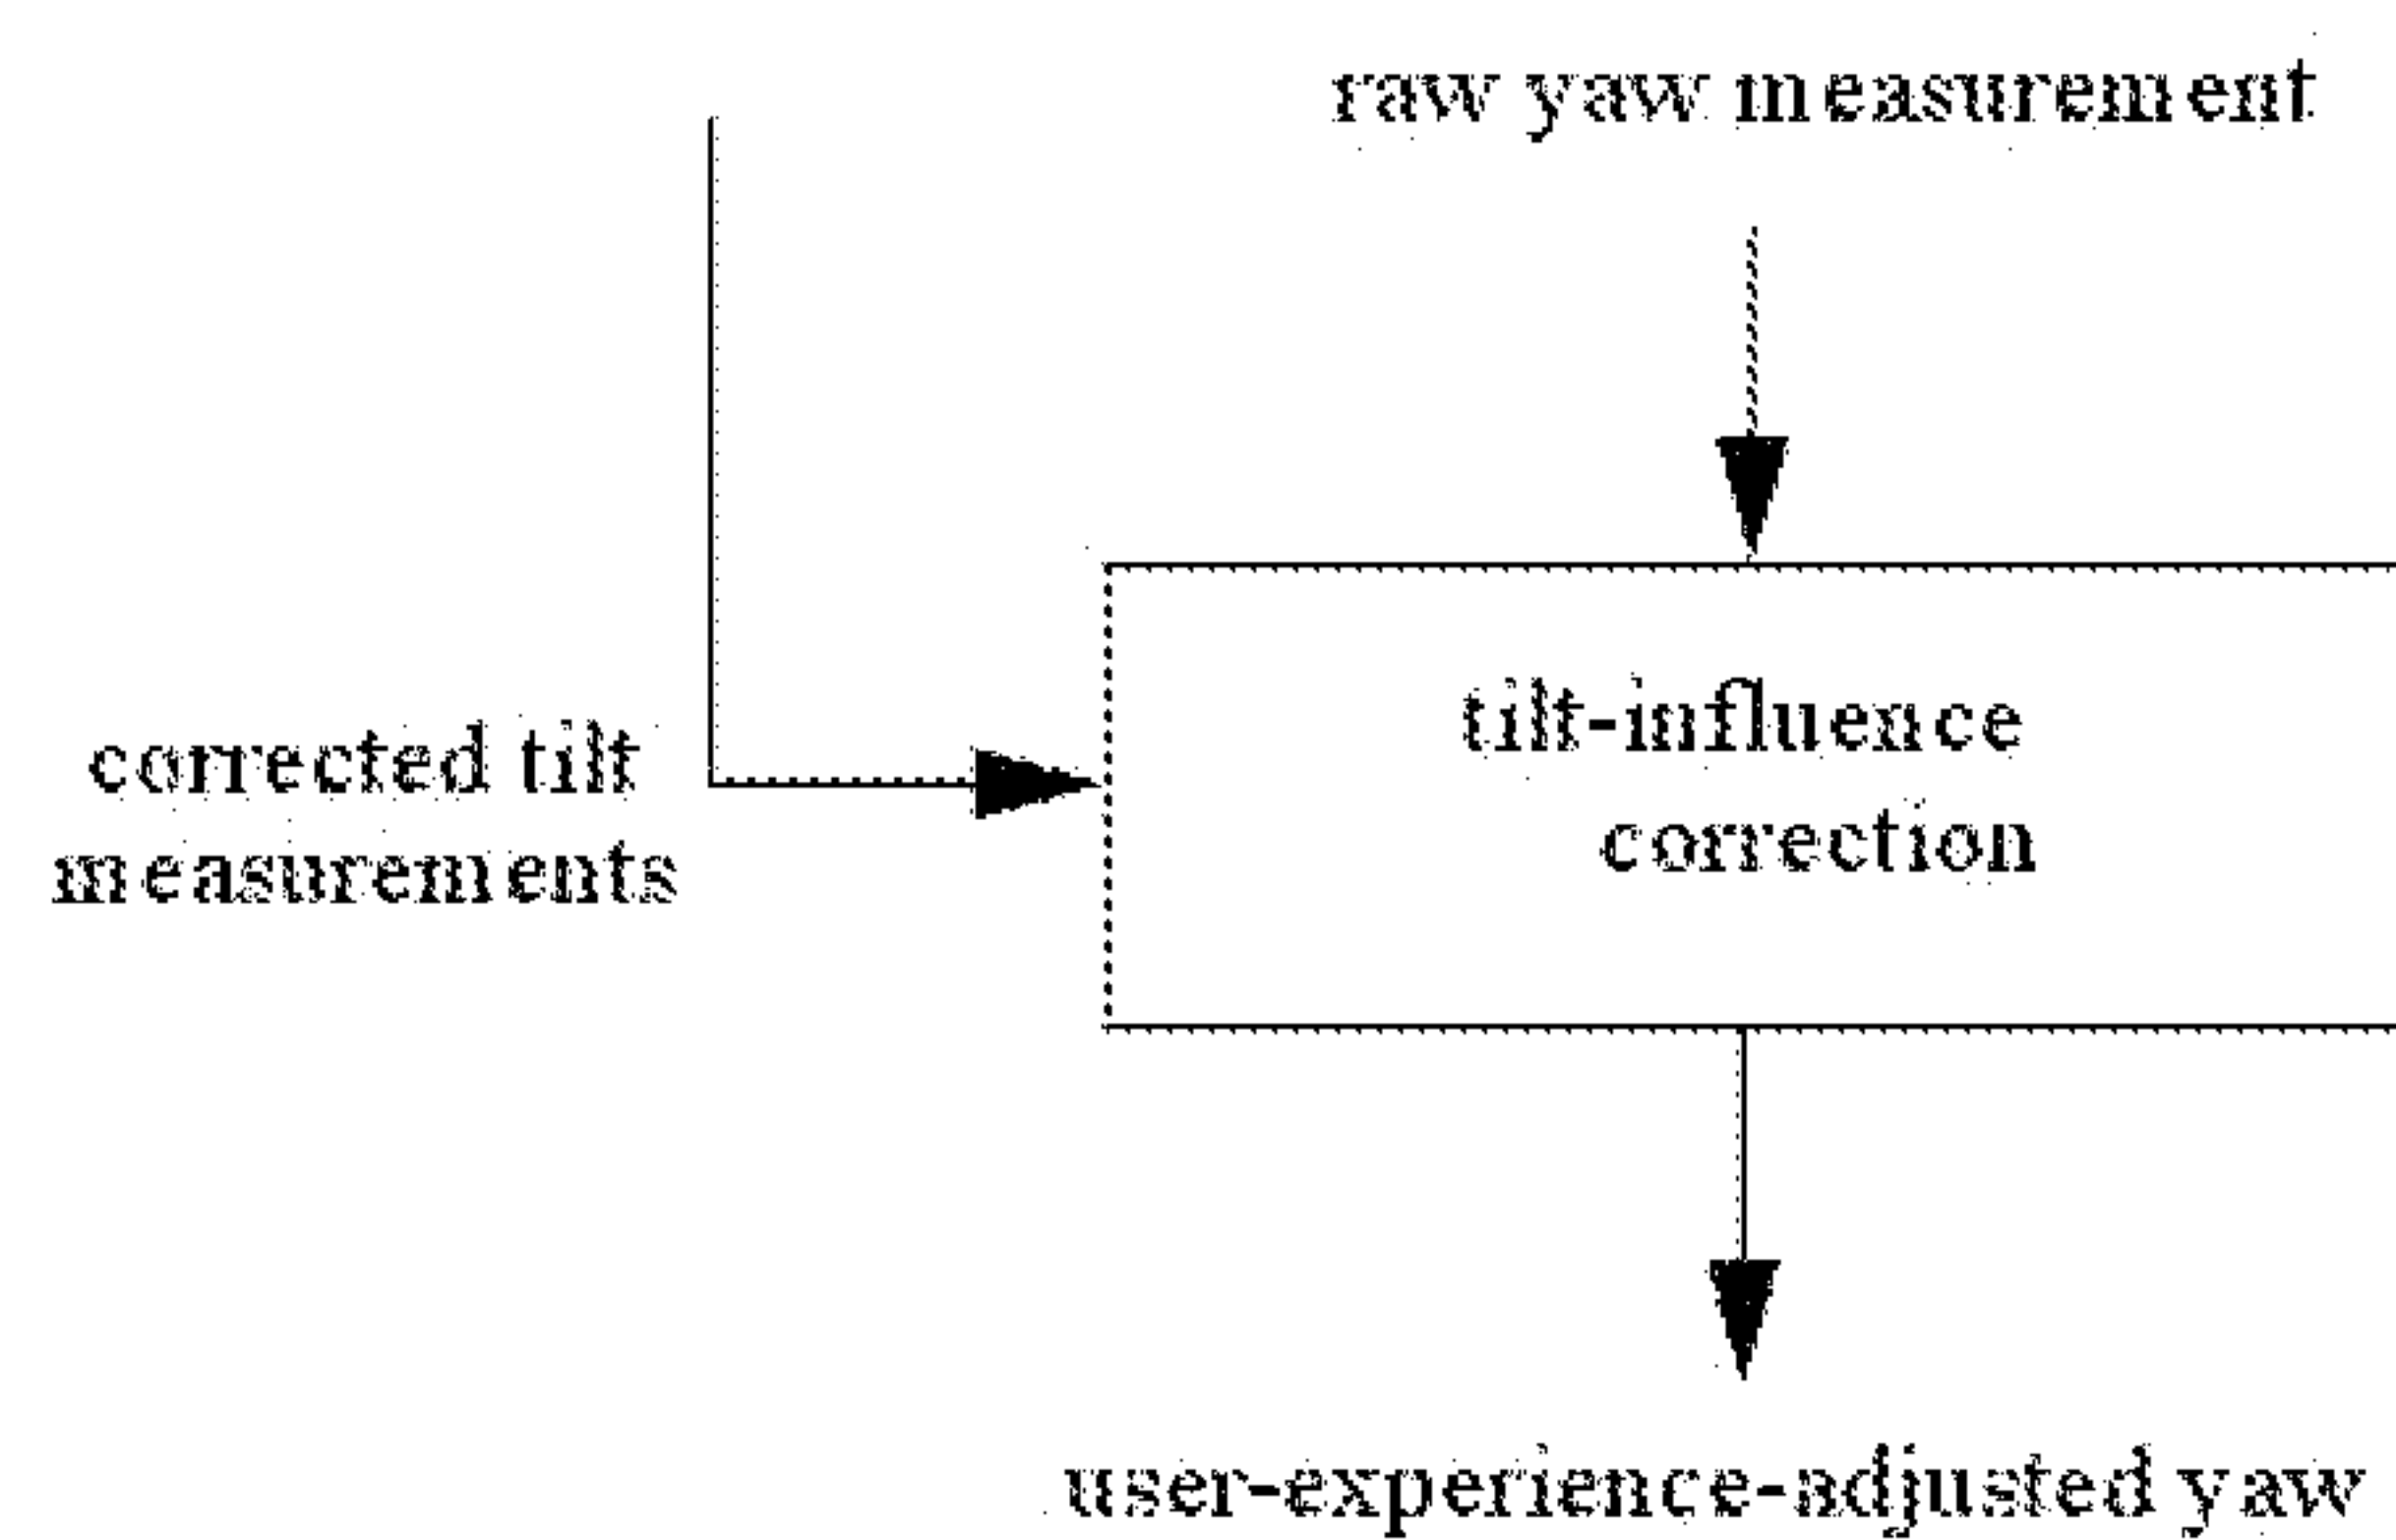 raw yaw measurement
tilt-influence
correction
corrected tilt
measurements
user-experience-adjusted yaw